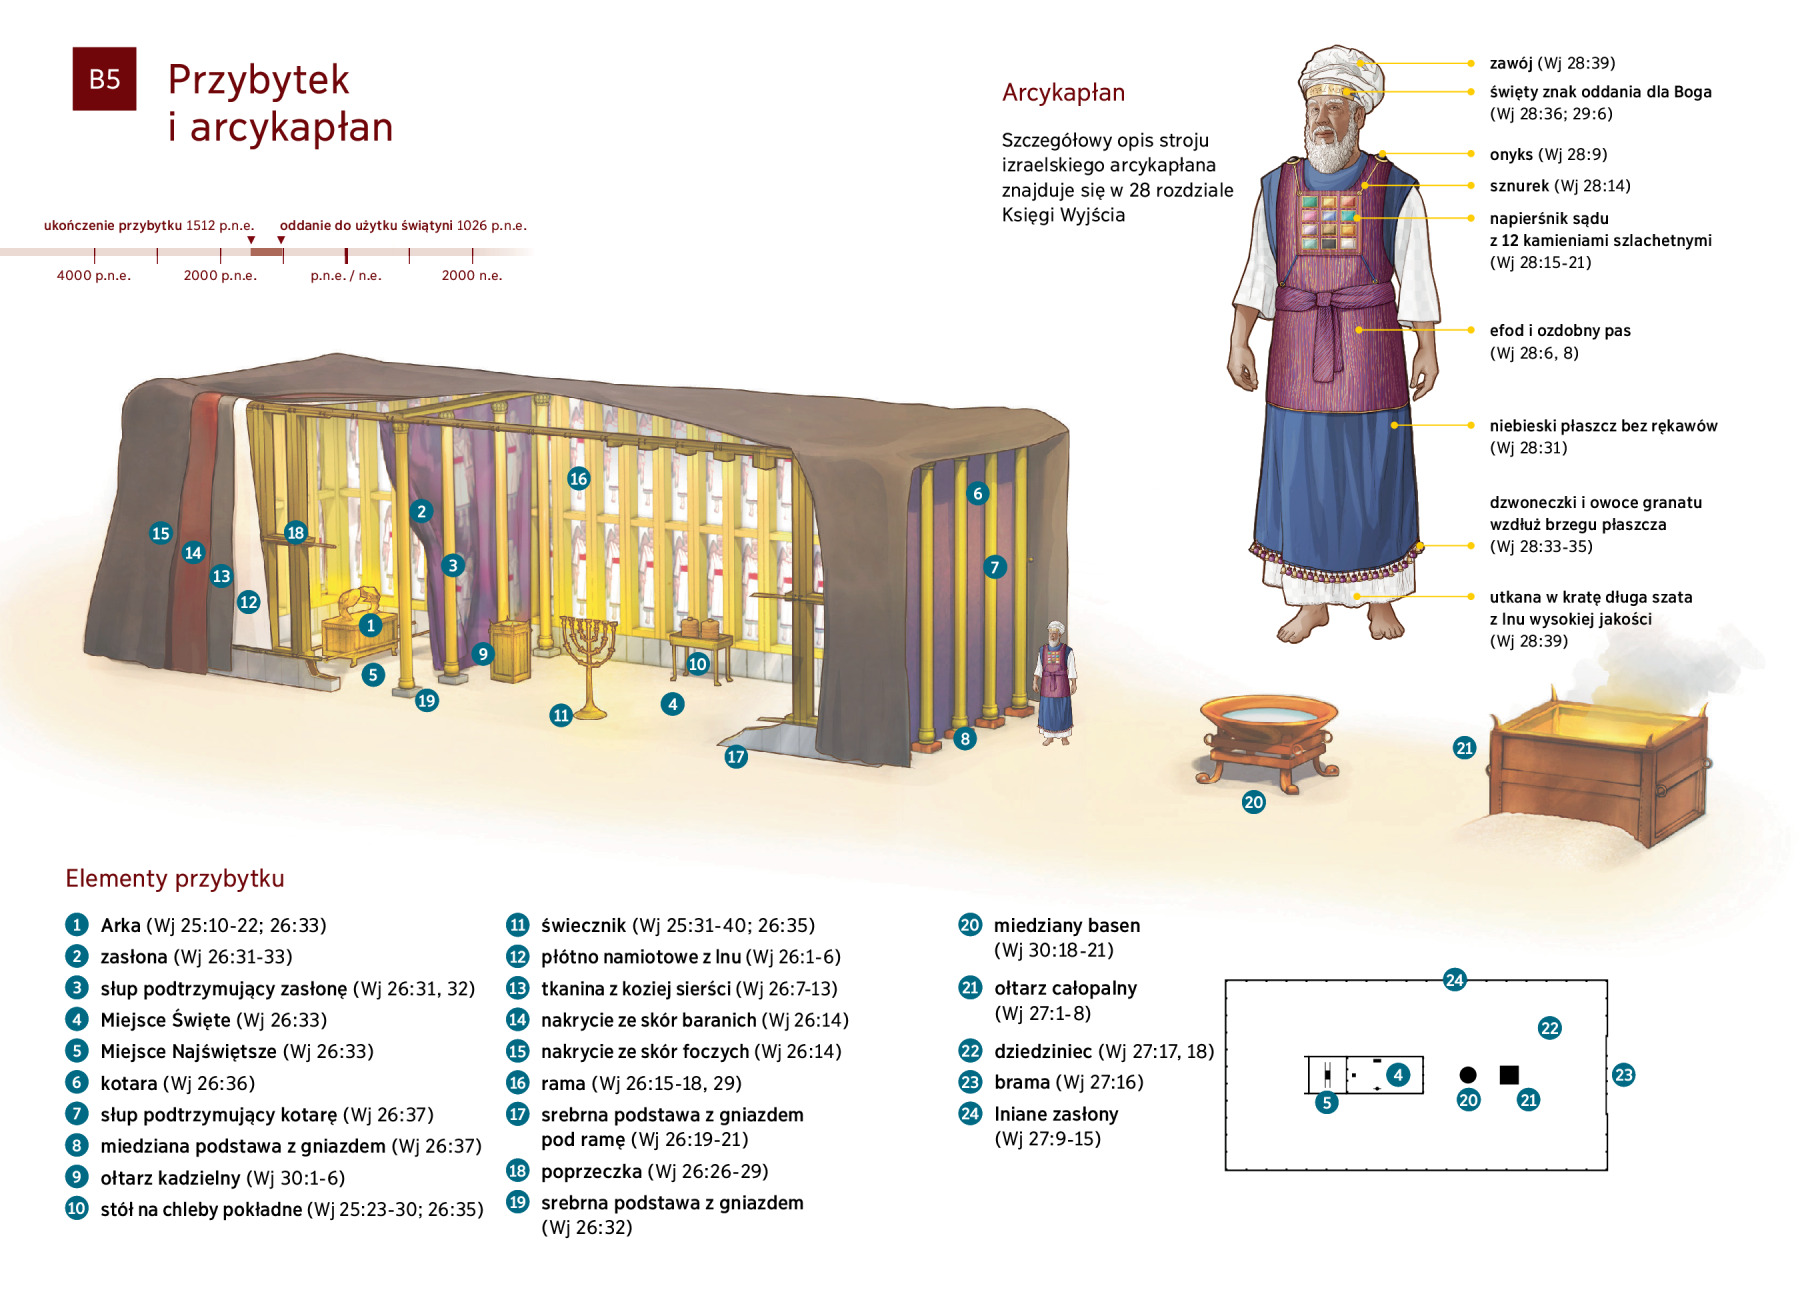 B5
Przybytek
i arcykapłan
ukończenie przybytku 1512 p.n.e.
oddanie do użytku świątyni 1026 p.n.e.
4000 p.n.e.
2000 p.n.e.
p.n.e. / n.e.
2000 n.e.
Arcykapłan
Szczegółowy opis stroju
izraelskiego arcykapłana
znajduje się w 28 rozdziale
Księgi Wyjścia
zawój (Wj 28:39)
święty znak oddania dla Boga
(Wj 28:36; 29:6)
onyks (Wj 28:9)
sznurek (Wj 28:14)
napierśnik sądu
z 12 kamieniami szlachetnymi
(Wj 28:15-21)
efod i ozdobny pas
(Wj 28:6, 8)
niebieski płaszcz bez rękawów
(Wj 28:31)
dzwoneczki i owoce granatu
wzdłuż brzegu płaszcza
(Wj 28:33-35)
utkana w kratę długa szata
z lnu wysokiej jakości
(Wj 28:39)
16
6
2
15
18
14
3
7
13
12
1
9
10
5
19
4
11
8
17
21
20
Elementy przybytku
1 Arka (Wj 25:10-22; 26:33)
2 zasłona (Wj 26:31-33)
3 słup podtrzymujący zasłonę (Wj 26:31, 32)
4 Miejsce Święte (Wj 26:33)
5 Miejsce Najświętsze (Wj 26:33)
6 kotara (Wj 26:36)
7 słup podtrzymujący kotarę (Wj 26:37)
8 miedziana podstawa z gniazdem (Wj 26:37)
9 ołtarz kadzielny (Wj 30:1-6)
10 stół na chleby pokładne (Wj 25:23-30; 26:35)
11 świecznik (Wj 25:31-40; 26:35)
12 płótno namiotowe z lnu (Wj 26:1-6)
13 tkanina z koziej sierści (Wj 26:7-13)
14 nakrycie ze skór baranich (Wj 26:14)
15 nakrycie ze skór foczych (Wj 26:14)
16 rama (Wj 26:15-18, 29)
17 srebrna podstawa z gniazdem
pod ramę (Wj 26:19-21)
18 poprzeczka (Wj 26:26-29)
19 srebrna podstawa z gniazdem
(Wj 26:32)
20 miedziany basen
(Wj 30:18-21)
21 ołtarz całopalny
(Wj 27:1-8)
22 dziedziniec (Wj 27:17, 18)
23 brama (Wj 27:16)
24 lniane zasłony
(Wj 27:9-15)
24
22
4
23
5
20
21